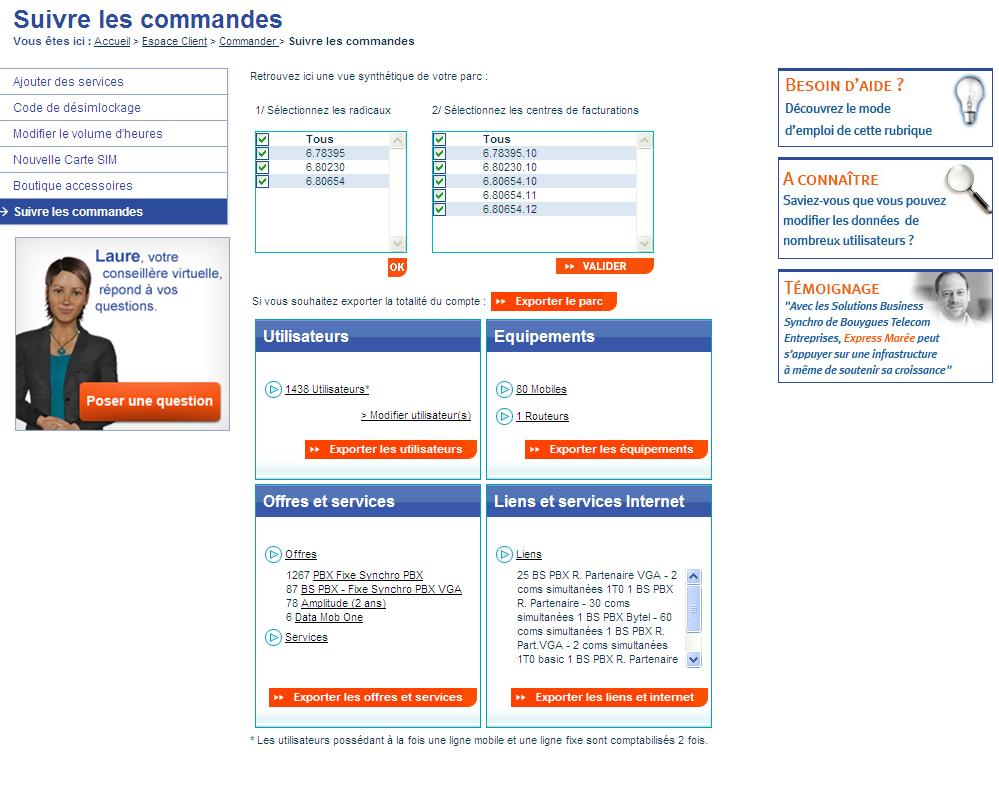 Suivre les commandes
Vous êtes ici : Accueil > Espace Client > Commander > Suivre les commandes
Ajouter des services
Code de désimlockage
Modifier le volume d'heures
Nouvelle Carte SIM
Boutique accessoires
Suivre les commandes
Laure, votre
conseillère virtuelle,
répond à vos
questions.
Poser une question
Retrouvez ici une vue synthétique de votre parc :
1/ Sélectionnez les radicaux
Tous
6.78395
6.80230
6.80654
OK
2/ Sélectionnez les centres de facturations
Tous
6.78395.10
6.80230.10
6.80654.10
6.80654.11
6.80654.12
VALIDER
Si vous souhaitez exporter la totalité du compte :
Exporter le parc
Utilisateurs
1438 Utilisateurs*
> Modifier utilisateur(s)
Exporter les utilisateurs
Equipements
80 Mobiles
1 Routeurs
Exporter les équipements
Offres et services
Offres
1267 PBX Fixe Synchro PBX
87 BS PBX - Fixe Synchro PBX VGA
78 Amplitude (2 ans)
6 Data Mob One
Services
Exporter les offres et services
Liens et services Internet
Liens
25 BS PBX R. Partenaire VGA - 2
coms simultanées 1T0 1 BS PBX
R. Partenaire - 30 coms
simultanées 1 BS PBX Bytel - 60
coms simultanées 1 BS PBX R.
Part.VGA - 2 coms simultanées
1T0 basic 1 BS PBX R. Partenaire
Exporter les liens et internet
* Les utilisateurs possédant à la fois une ligne mobile et une ligne fixe sont comptabilisés 2 fois.
BESOIN D'AIDE ?
Découvrez le mode
d'emploi de cette rubrique
A CONNAÎTRE
Saviez-vous que vous pouvez
modifier les données de
nombreux utilisateurs ?
TÉMOIGNAGE
"Avec les Solutions Business
Synchro de Bouygues Telecom
Entreprises, Express Marée peut
s'appuyer sur une infrastructure
à même de soutenir sa croissance"